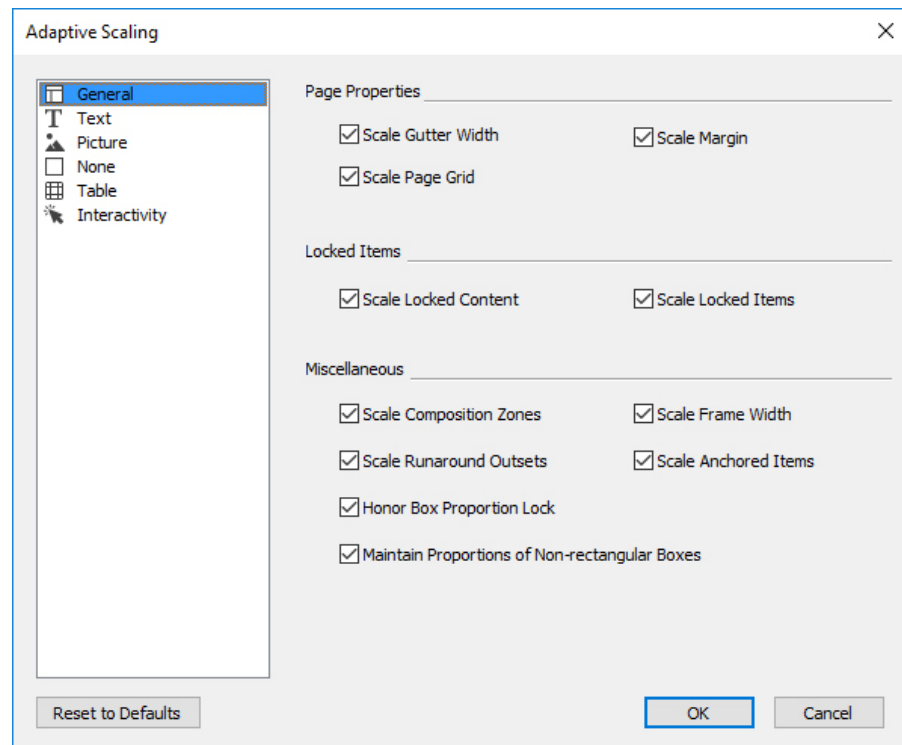 Adaptive Scaling
General
Text
Picture
None
Table
Interactivity
Page Properties
Scale Gutter Width
Scale Margin
Scale Page Grid
Locked Items
Scale Locked Content
Scale Locked Items
Miscellaneous
Scale Composition Zones
Scale Frame Width
Scale Runaround Outsets
Scale Anchored Items
Honor Box Proportion Lock
Maintain Proportions of Non-rectangular Boxes
Reset to Defaults
OK
Cancel